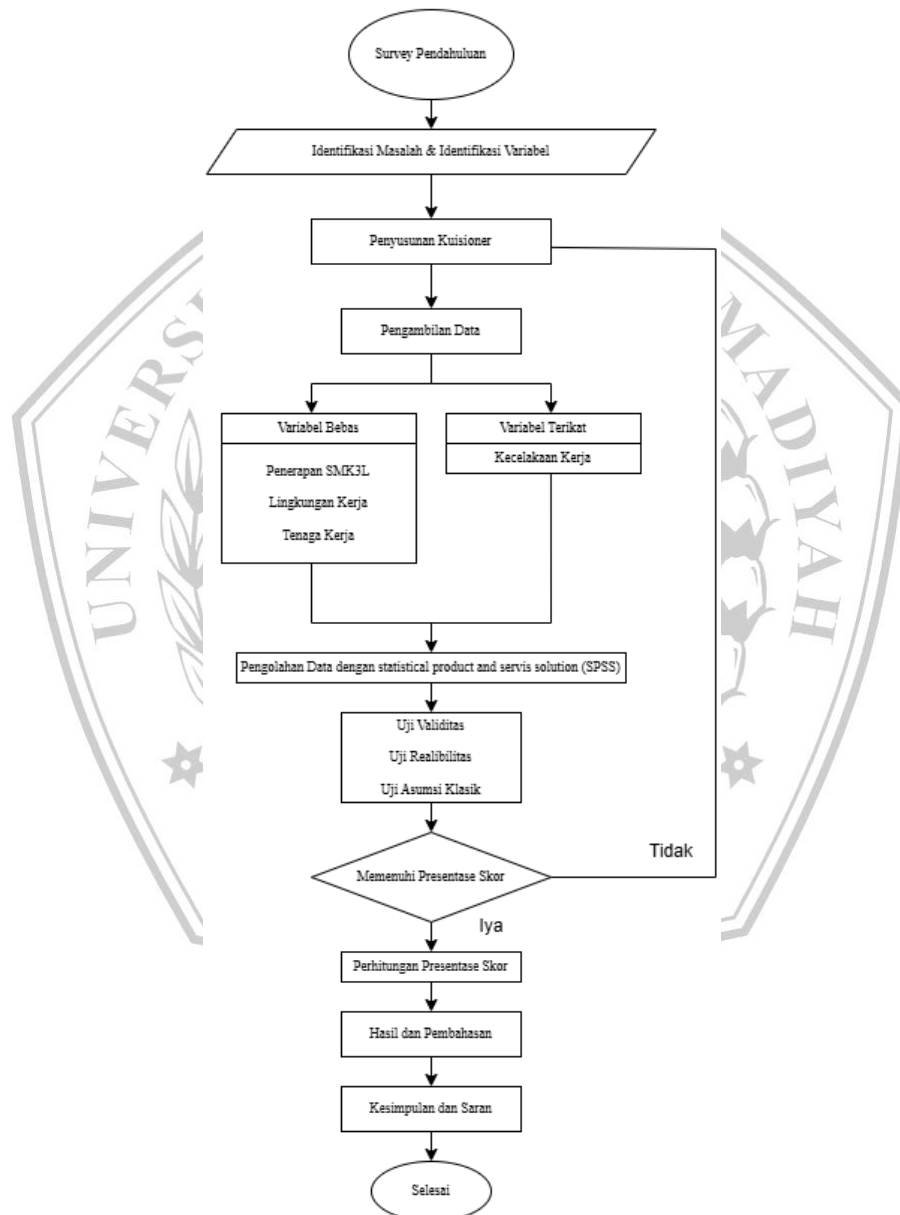 Survey Pendahuluan
Identifikasi Masalah & Identifikasi Variabel
Penyusunan Kuisioner
Pengambilan Data
Variabel Bebas
Penerapan SMK3L
Lingkungan Kerja
Tenaga Kerja
Variabel Terikat
Kecelakaan Kerja
Pengolahan Data dengan statistical product and servis solution (SPSS)
Uji Validitas
Uji Realibilitas
Uji Asumsi Klasik
Memenuhi Presentase Skor
Tidak
Iya
Perhitungan Presentase Skor
Hasil dan Pembahasan
Kesimpulan dan Saran
Selesai
UNIVERS
MADIYAH